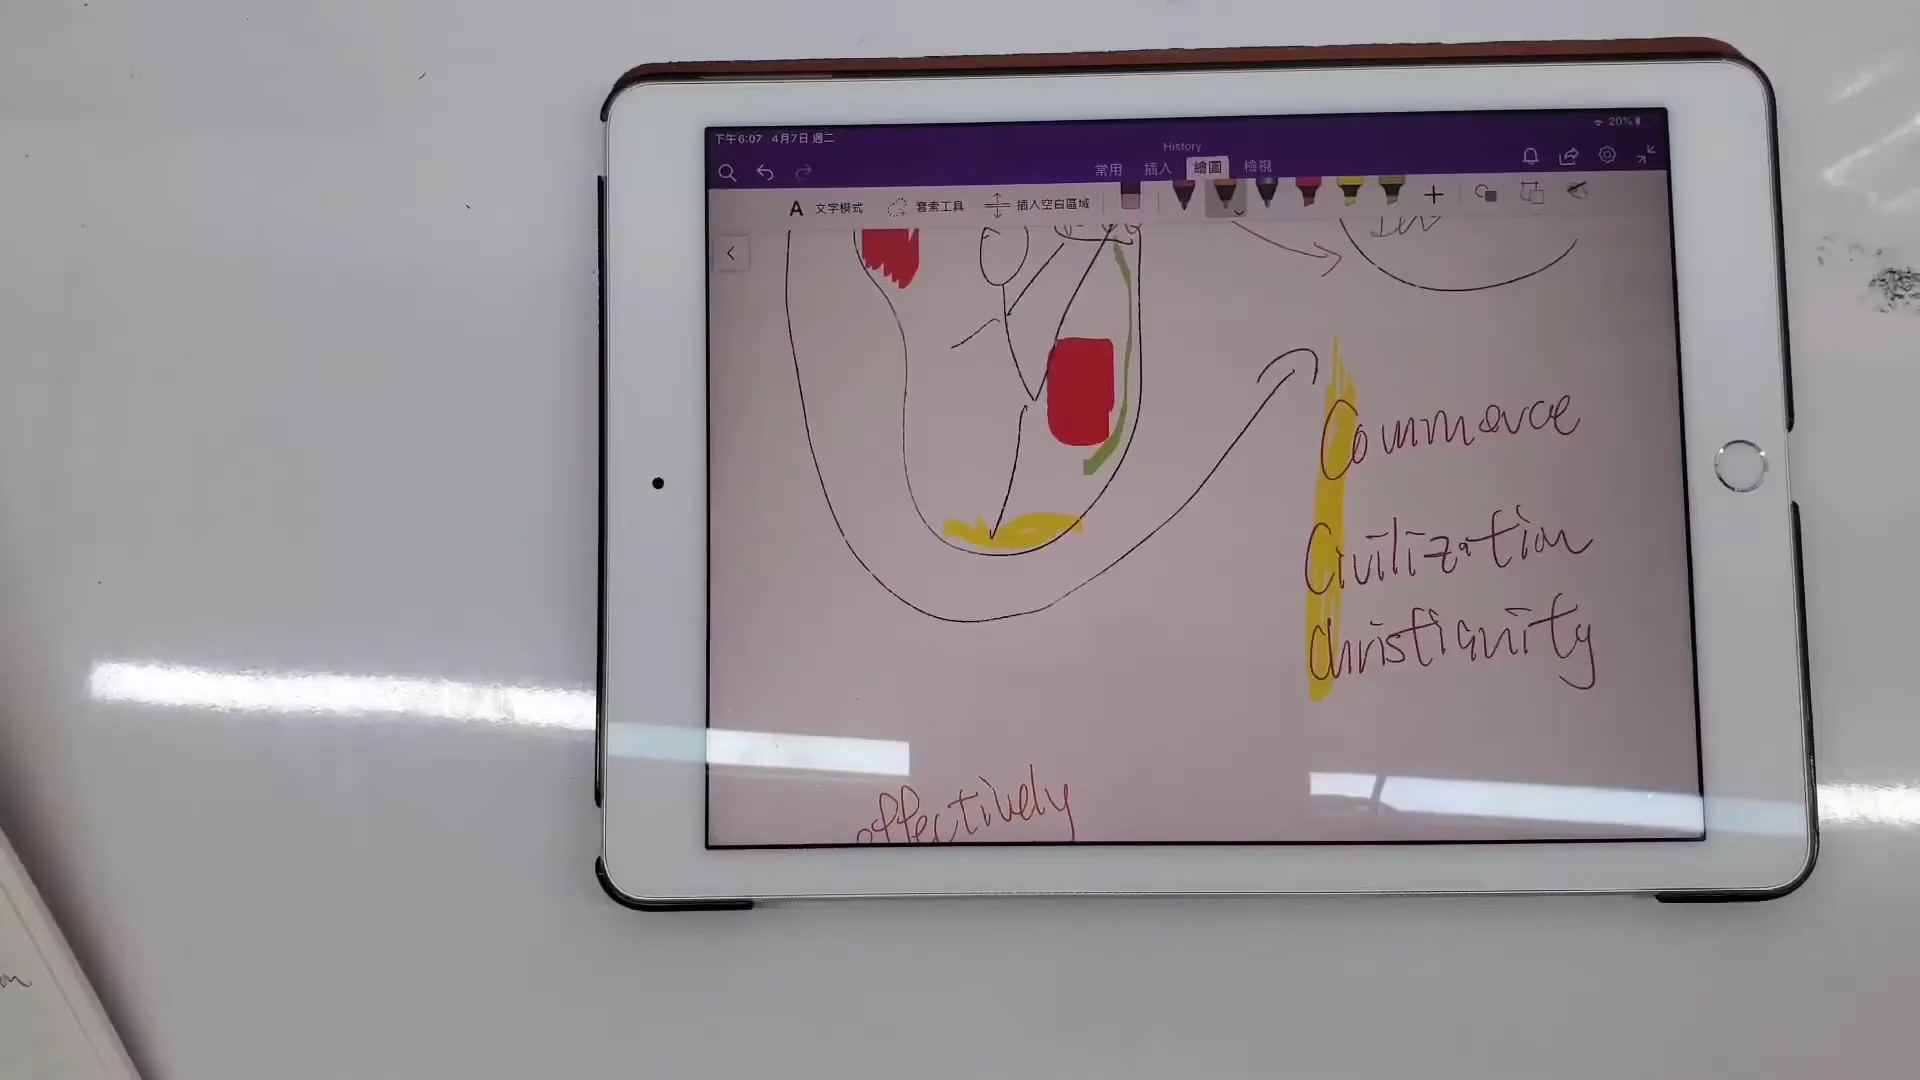 下午6:07 4月7日 週二
20%
History
常用 插入 繪圖 檢視
A 文字模式 套索工具 插入空白區域
Commerce
Civilization
Christianity
effectively